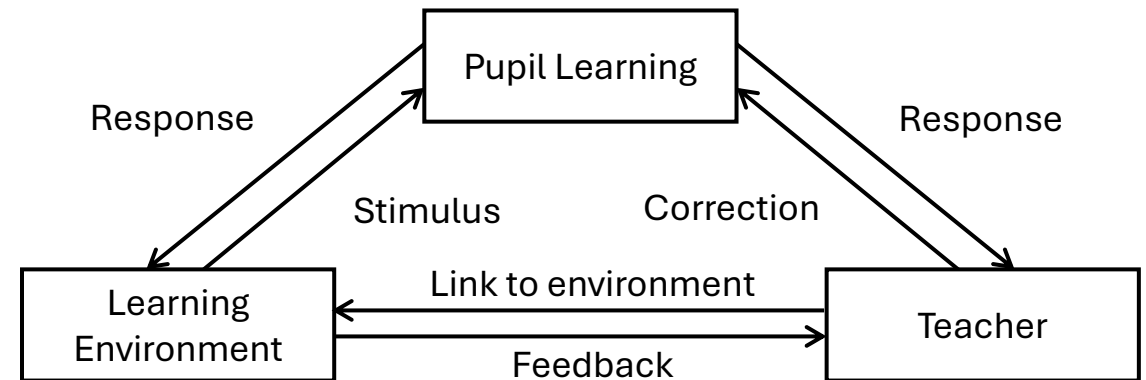 Pupil Learning
Response
Response
Stimulus
Correction
Link to environment
Learning
Environment
Teacher
Feedback